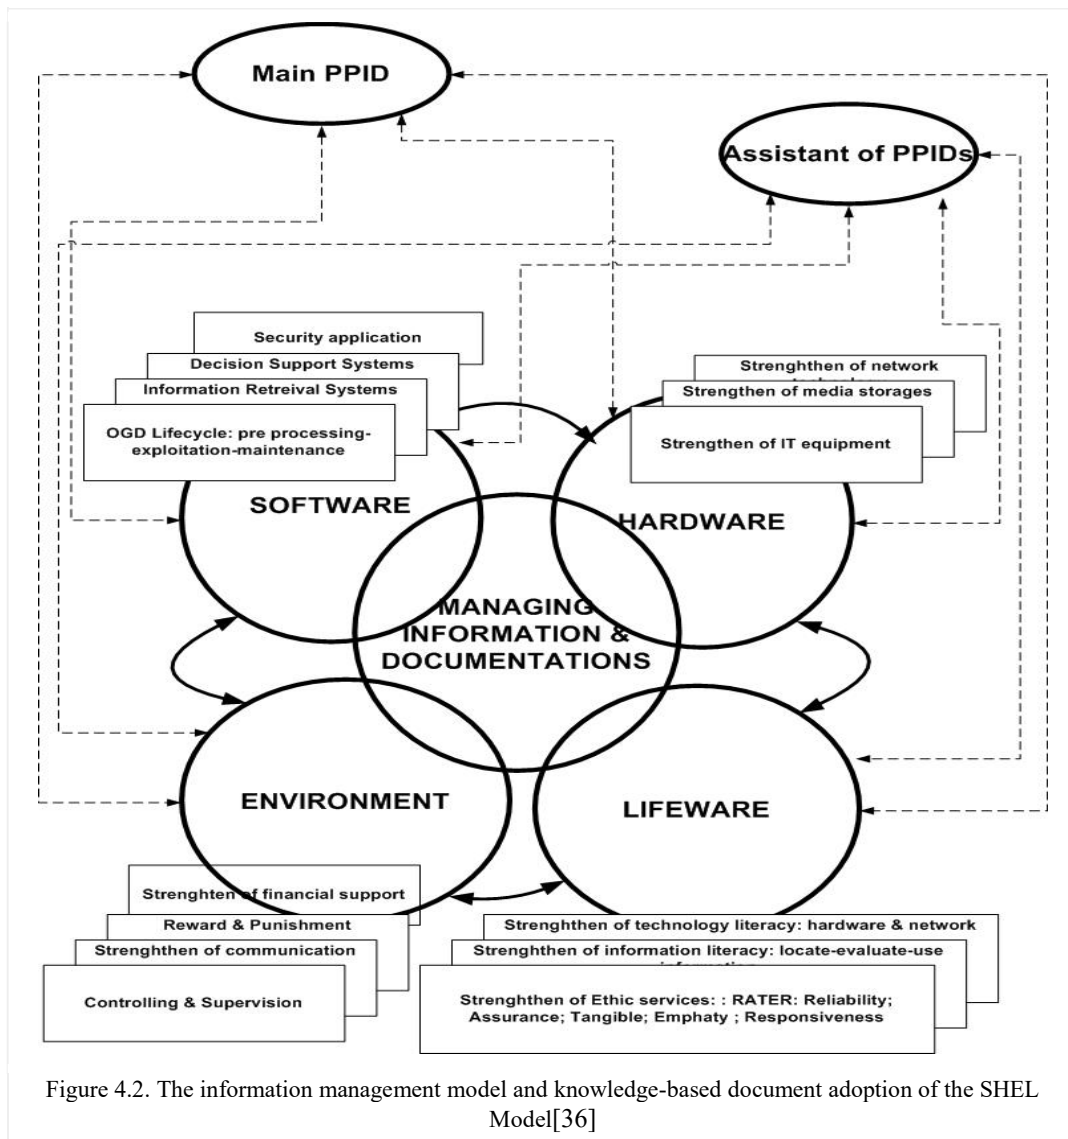 Main PPID
Assistant of PPIDs
Security application
Decision Support Systems
Information Retreival Systems
OGD Lifecycle: pre processing-
exploitation-maintenance
Strenghthen of network
Strengthen of media storages
Strengthen of IT equipment
SOFTWARE
HARDWARE
MANAGING
INFORMATION &
DOCUMENTATIONS
ENVIRONMENT
LIFEWARE
Strenghten of financial support
Reward & Punishment
Strenghthen of communication
Controlling & Supervision
Strenghthen of technology literacy: hardware & network
Strenghthen of information literacy: locate-evaluate-use
Strenghthen of Ethic services: : RATER: Reliability;
Assurance; Tangible; Emphaty ; Responsiveness
Figure 4.2. The information management model and knowledge-based document adoption of the SHEL
Model[36]